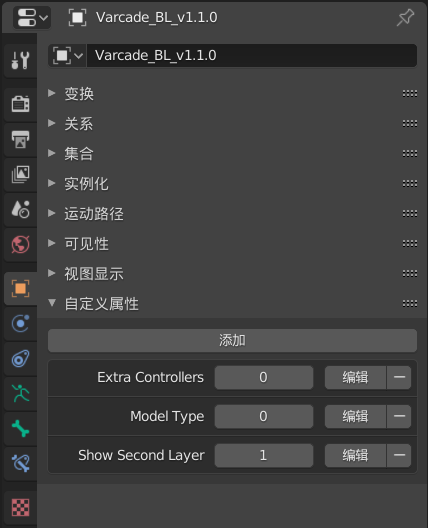 Varcade_BL_v1.1.0
Varcade_BL_v1.1.0
变换
关系
集合
实例化
运动路径
可见性
视图显示
自定义属性
添加
Extra Controllers 0 编辑
Model Type 0 编辑
Show Second Layer 1 编辑